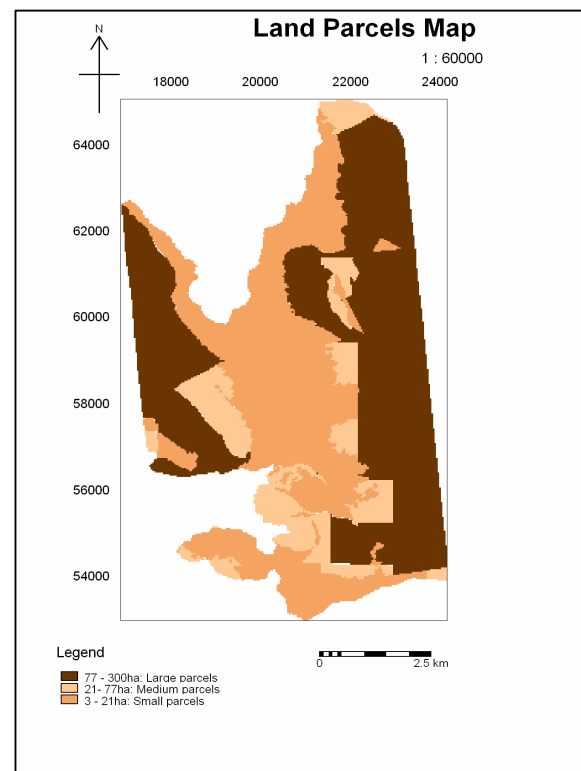 Land Parcels Map
N
1 : 60000
18000 20000 22000 24000
64000
62000
60000
58000
56000
54000
Legend
77 - 300ha: Large parcels
21- 77ha: Medium parcels
3 - 21ha: Small parcels
0 2.5 km